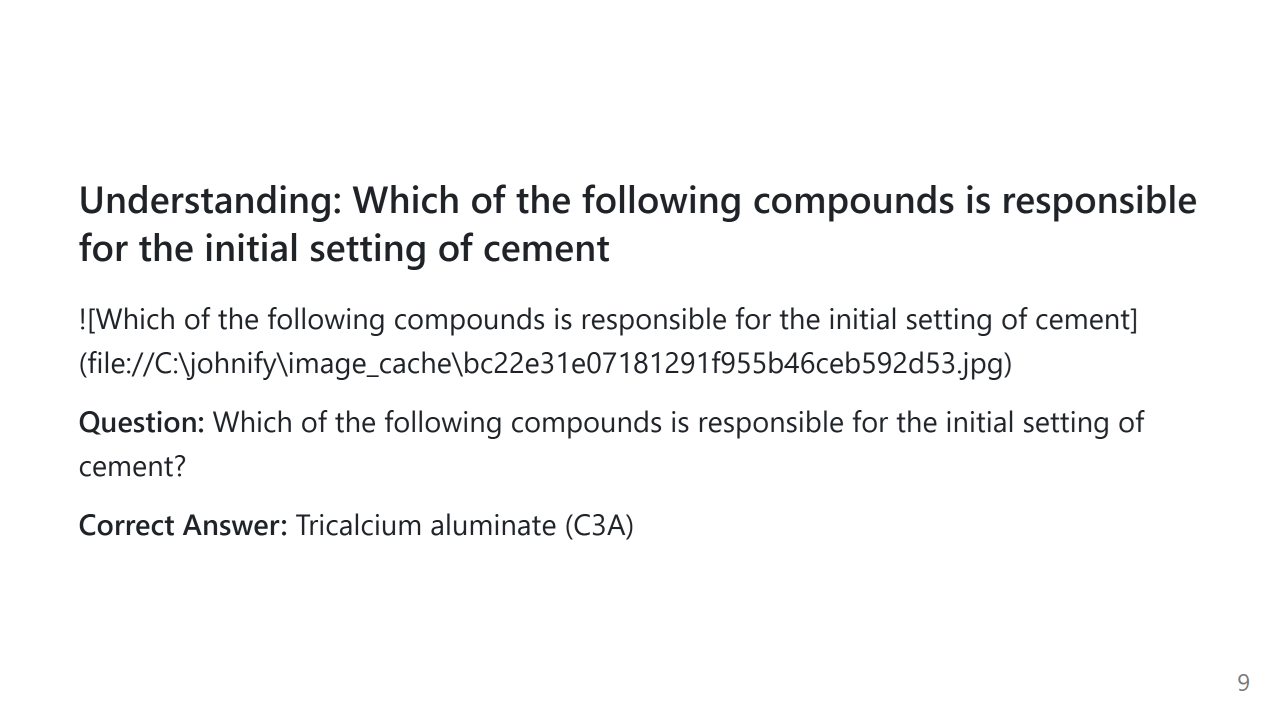 Understanding: Which of the following compounds is responsible
for the initial setting of cement
![Which of the following compounds is responsible for the initial setting of cement]
(file://C:\johnify\image_cache\bc22e31e07181291f955b46ceb592d53.jpg)
Question: Which of the following compounds is responsible for the initial setting of
cement?
Correct Answer: Tricalcium aluminate (C3A)
9